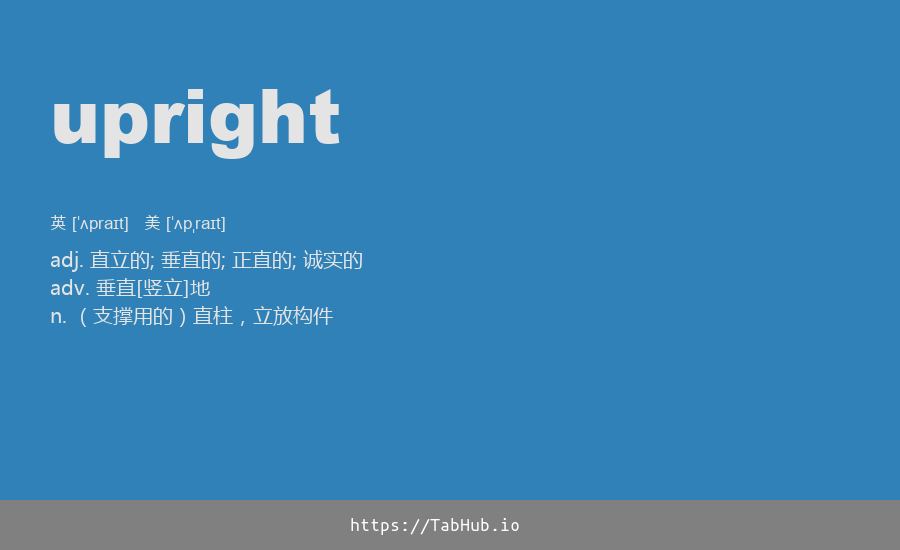 upright
英 [ˈʌpraɪt] 美 [ˈʌpˌraɪt]
adj. 直立的; 垂直的; 正直的; 诚实的
adv. 垂直[竖立]地
n. （支撑用的）直柱，立放构件
https://TabHub.io